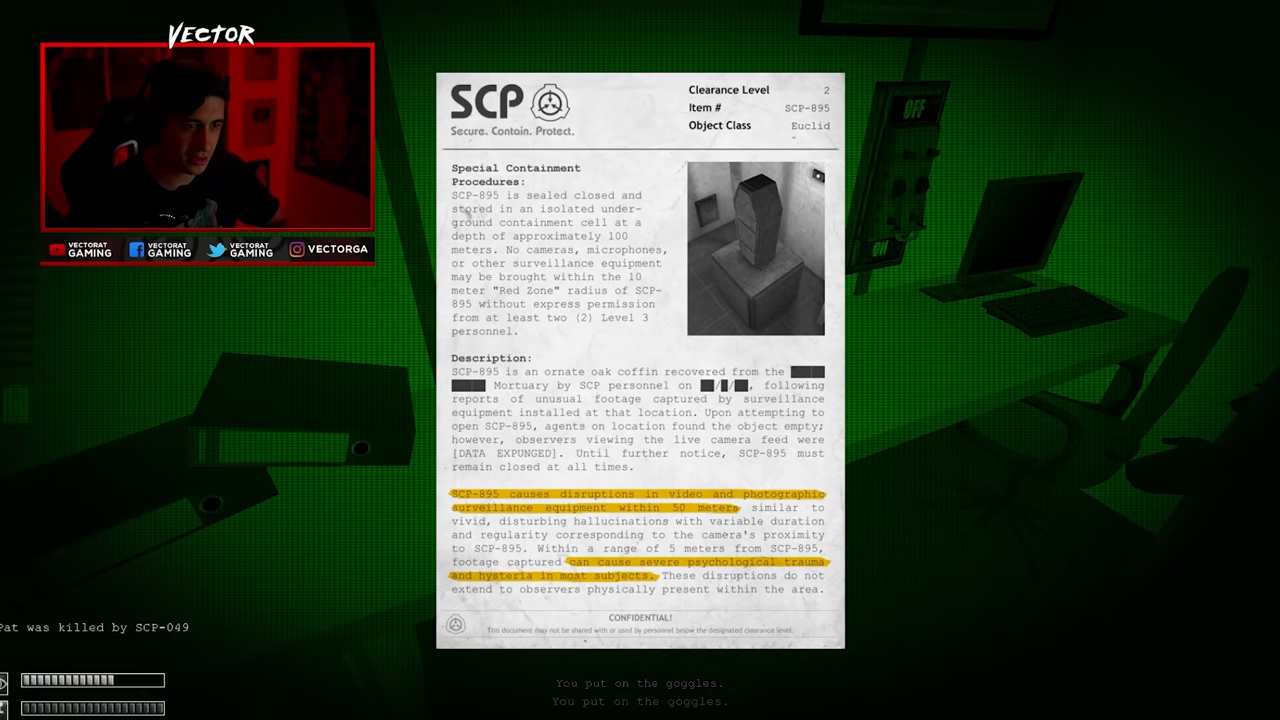 VECTOR
VECTORAT
GAMING
VECTORAT
GAMING
VECTORAT
GAMING
VECTORGA
SCP
Secure. Contain. Protect.
Clearance Level 2
Item # SCP-895
Object Class Euclid
Special Containment
Procedures:
SCP-895 is sealed closed and
stored in an isolated under-
ground containment cell at a
depth of approximately 100
meters. No cameras, microphones,
or other surveillance equipment
may be brought within the 10
meter "Red Zone" radius of SCP-
895 without express permission
from at least two (2) Level 3
personnel.
Description:
SCP-895 is an ornate oak coffin recovered from the
Mortuary by SCP personnel on / / , following
reports of unusual footage captured by surveillance
equipment installed at that location. Upon attempting to
open SCP-895, agents on location found the object empty;
however, observers viewing the live camera feed were
[DATA EXPUNGED]. Until further notice, SCP-895 must
remain closed at all times.
SCP-895 causes disruptions in video and photographic
surveillance equipment within 50 meters similar to
vivid, disturbing hallucinations with variable duration
and regularity corresponding to the camera's proximity
to SCP-895. Within a range of 5 meters from SCP-895,
footage captured can cause severe psychological trauma
and hysteria in most subjects. These disruptions do not
extend to observers physically present within the area.
CONFIDENTIAL!
This document may not be shared with or used by personnel below the designated clearance level.
OFF
ON
Pat was killed by SCP-049
You put on the goggles.
You put on the goggles.